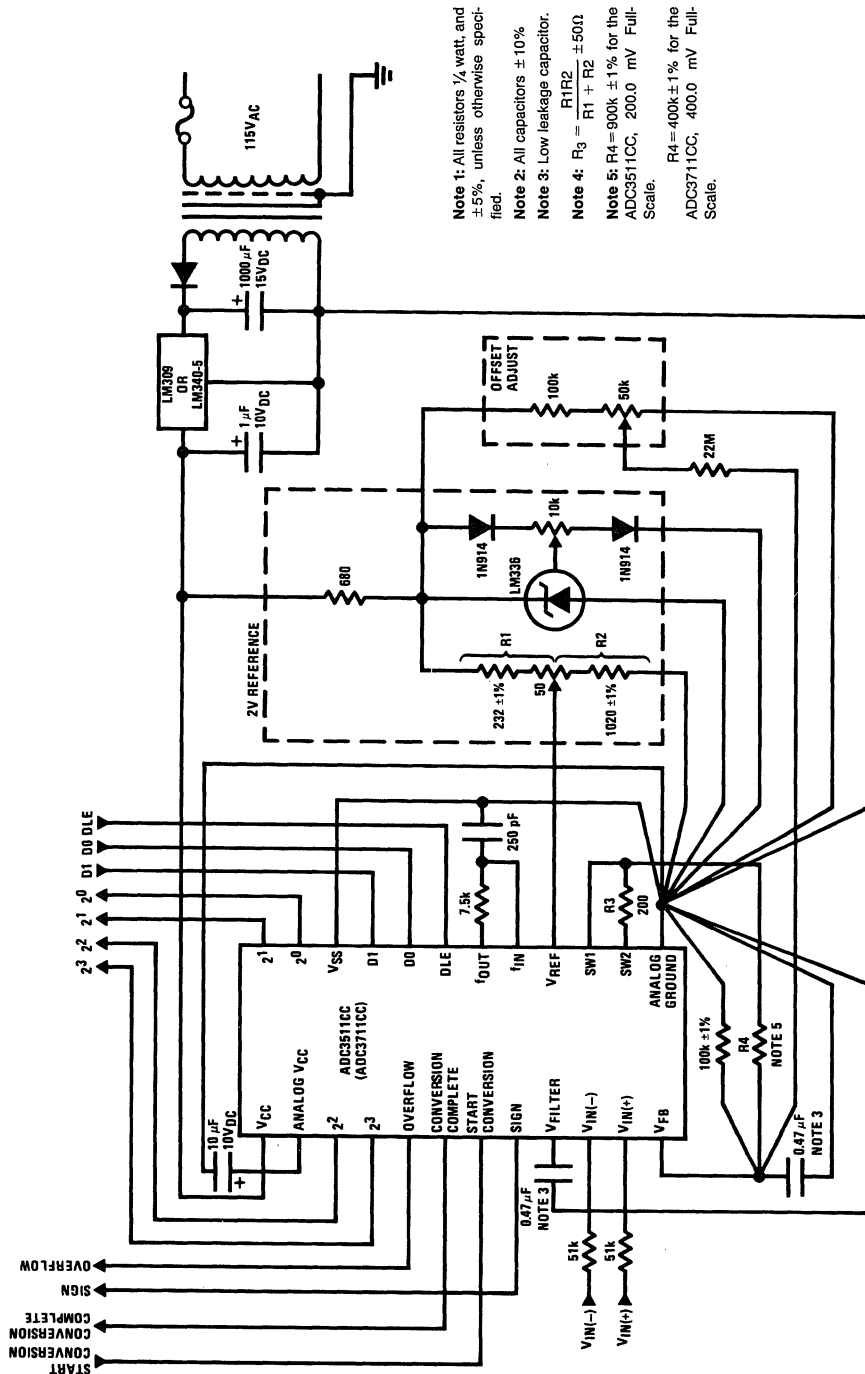 START
CONVERSION
CONVERSION
COMPLETE
SIGN
OVERFLOW
2³
2²
2¹
2⁰
D1
D0
DLE
LM309
OR
LM340-5
115VAC
1 μF
10VDC
1000 μF
15VDC
+
+
2V REFERENCE
680
OFFSET
ADJUST
100k
50k
22M
1N914
10k
1N914
LM336
R1
R2
232 ±1%
50
1020 ±1%
10 μF
10VDC
+
ADC3511CC
(ADC3711CC)
VCC
ANALOG VCC
2²
2³
OVERFLOW
CONVERSION
COMPLETE
START
CONVERSION
SIGN
VFILTER
VIN(−)
VIN(+)
VFB
2¹
2⁰
VSS
D1
D0
DLE
fOUT
fIN
VREF
SW1
SW2
ANALOG
GROUND
7.5k
250 pF
R3
200
0.47 μF
NOTE 3
51k
51k
VIN(−)
VIN(+)
100k ±1%
R4
NOTE 5
0.47 μF
NOTE 3
Note 1: All resistors ¼ watt, and
±5%, unless otherwise speci-
fied.
Note 2: All capacitors ±10%
Note 3: Low leakage capacitor.
Note 4: R3 = R1R2 / R1 + R2 ±50Ω
Note 5: R4 = 900k ±1% for the
ADC3511CC, 200.0 mV Full-
Scale.
R4 = 400k ±1% for the
ADC3711CC, 400.0 mV Full-
Scale.